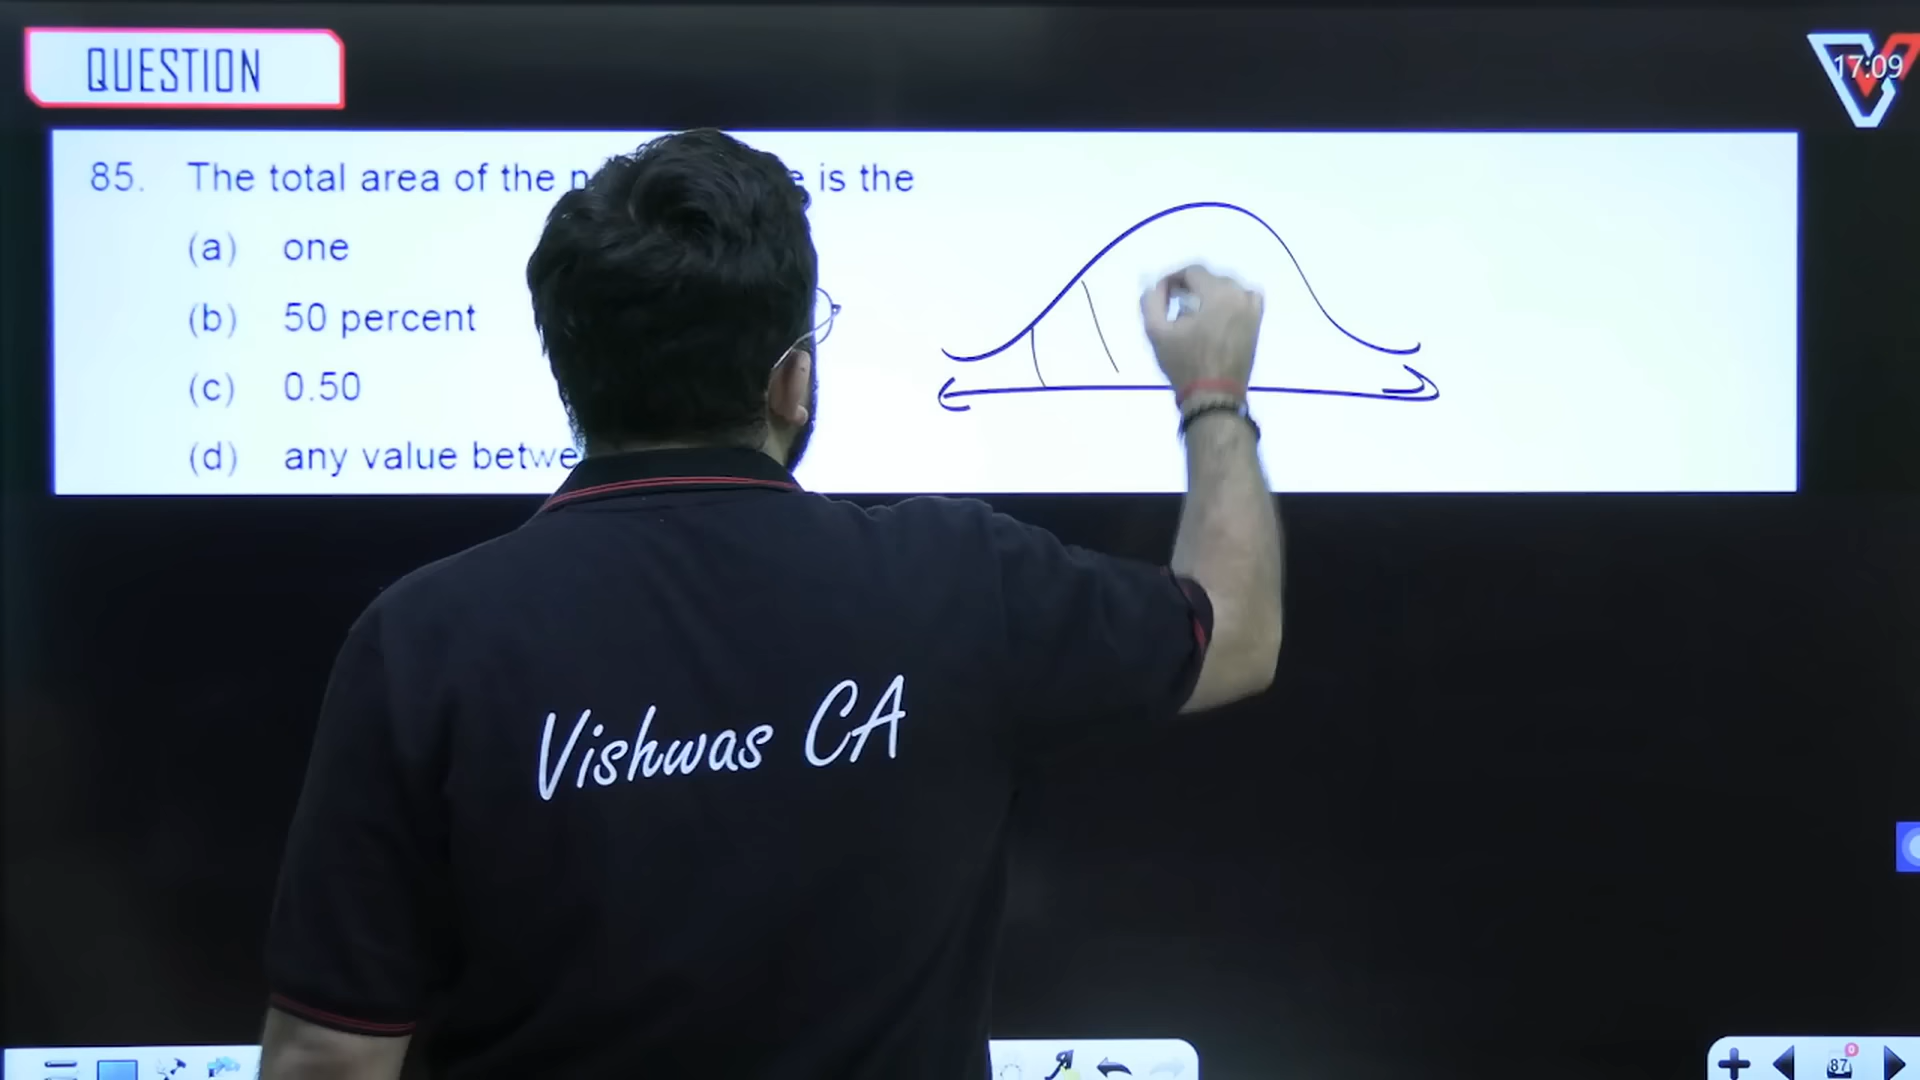 QUESTION
17:09
85. The total area of the is the
(a) one
(b) 50 percent
(c) 0.50
(d) any value
Vishwas CA
87
0